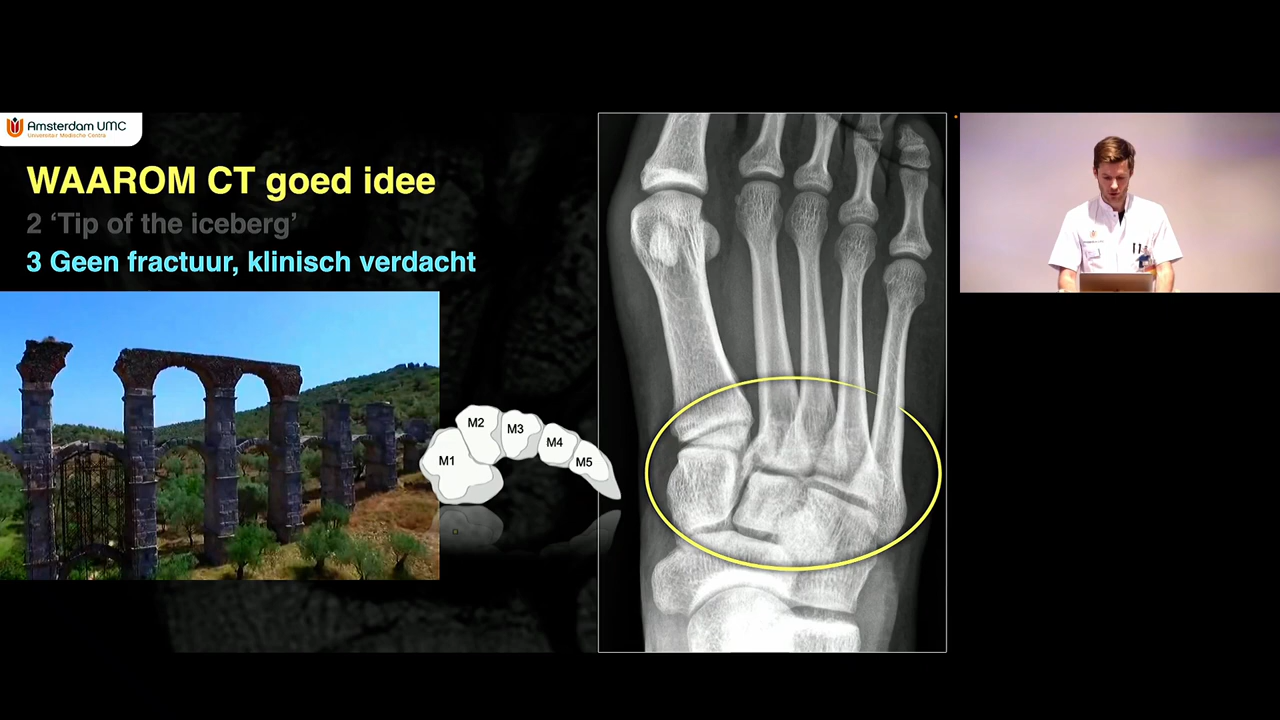 Amsterdam UMC
Universitair Medische Centra
WAAROM CT goed idee
2 ‘Tip of the iceberg’
3 Geen fractuur, klinisch verdacht
M1
M2
M3
M4
M5